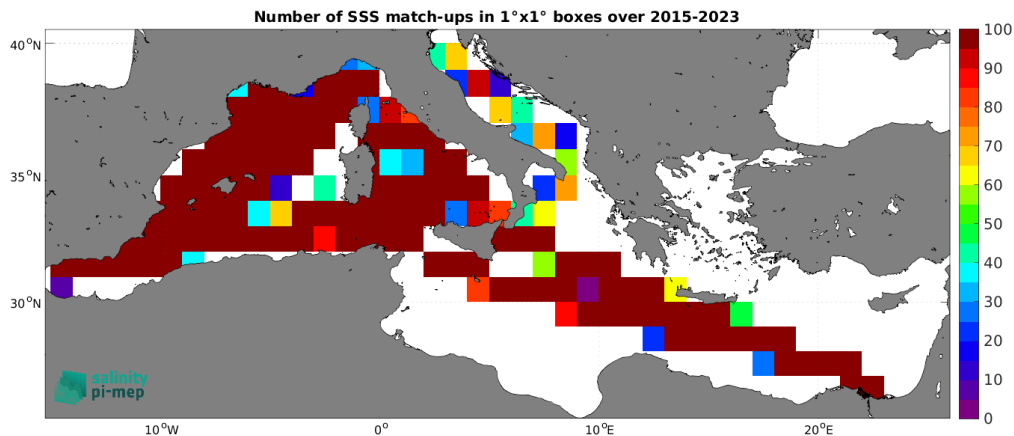 Number of SSS match-ups in 1°x1° boxes over 2015-2023
40°N
35°N
30°N
10°W
0°
10°E
20°E
100
90
80
70
60
50
40
30
20
10
0
salinity
pi-mep